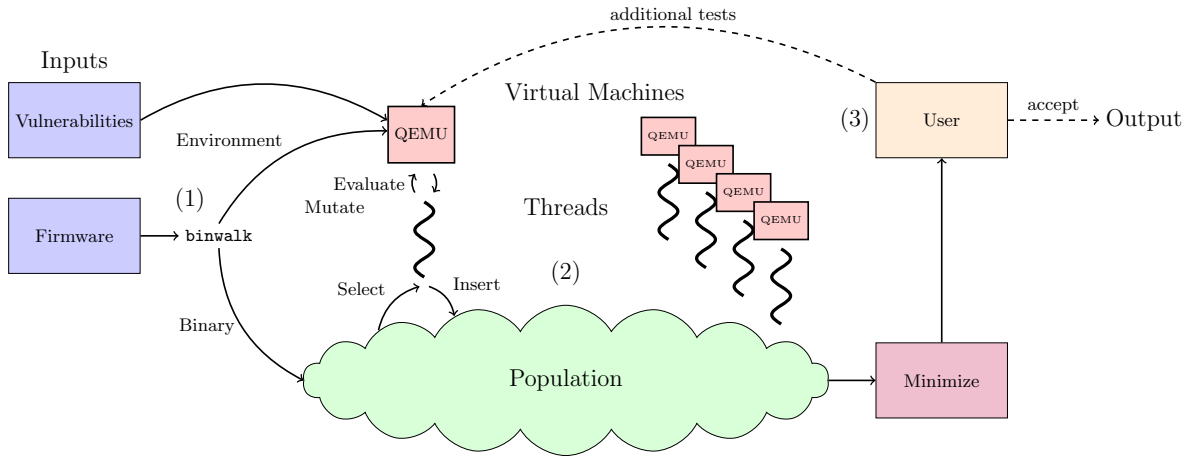 additional tests
Inputs
Virtual Machines
Vulnerabilities
QEMU
QEMU
(3)
User
accept
Output
Environment
QEMU
Evaluate
QEMU
(1)
Mutate
Threads
QEMU
Firmware
binwalk
(2)
Select
Insert
Binary
Population
Minimize